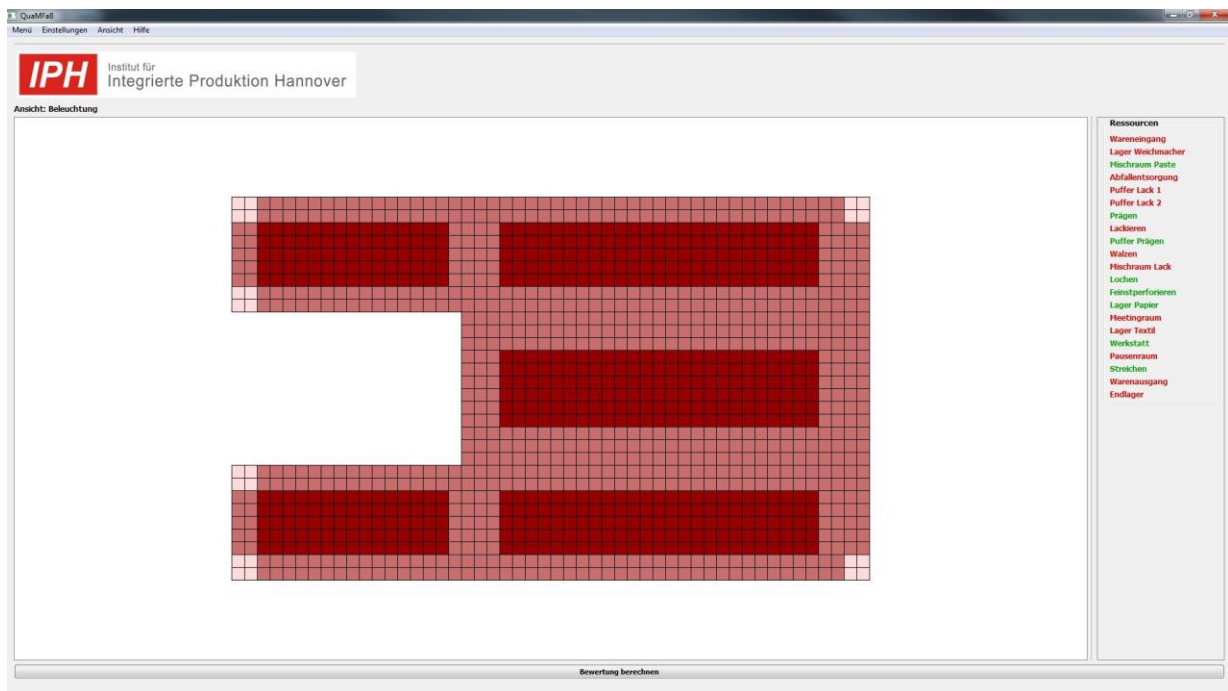 QuaMFaB
Menü Einstellungen Ansicht Hilfe
IPH
Institut für
Integrierte Produktion Hannover
Ansicht: Beleuchtung
Ressourcen
Wareneingang
Lager Weichmacher
Mischraum Paste
Abfallentsorgung
Puffer Lack 1
Puffer Lack 2
Prägen
Lackieren
Puffer Prägen
Walzen
Mischraum Lack
Lochen
Feinstperforieren
Lager Papier
Meetingraum
Lager Textil
Werkstatt
Pausenraum
Streichen
Warenausgang
Endlager
Bewertung berechnen